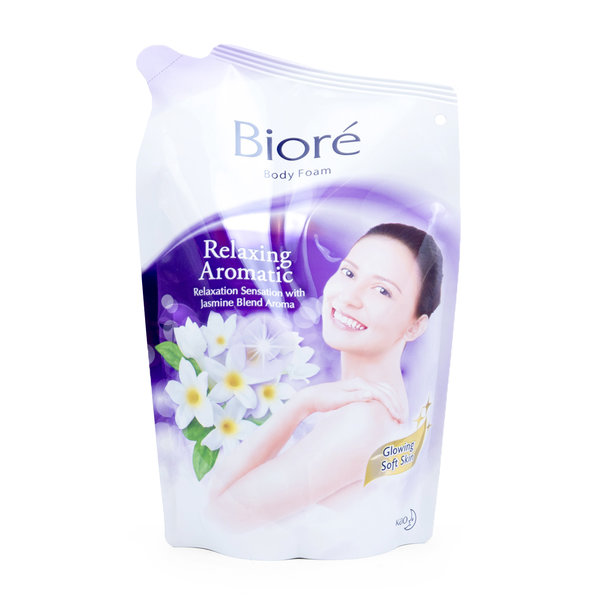 Bioré
Body Foam
Relaxing
Aromatic
Relaxation Sensation with
Jasmine Blend Aroma
Glowing
Soft Skin
KaO